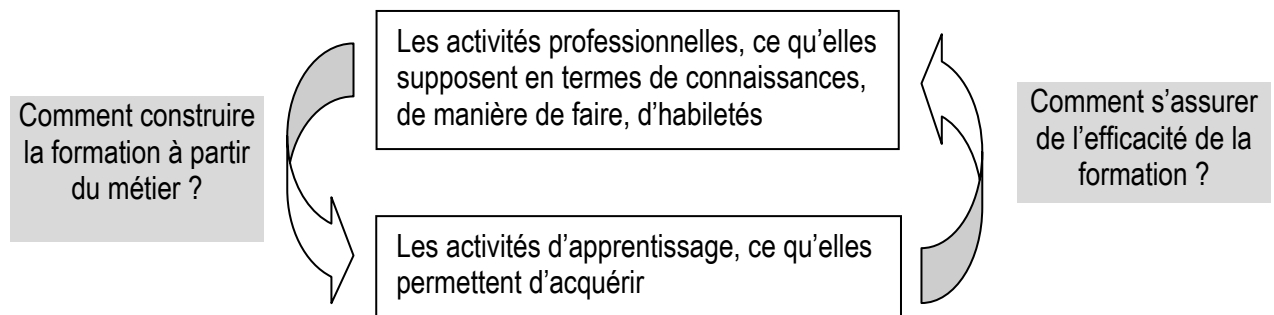 Les activités professionnelles, ce qu’elles
supposent en termes de connaissances,
de manière de faire, d’habiletés
Comment construire
la formation à partir
du métier ?
Comment s’assurer
de l’efficacité de la
formation ?
Les activités d’apprentissage, ce qu’elles
permettent d’acquérir